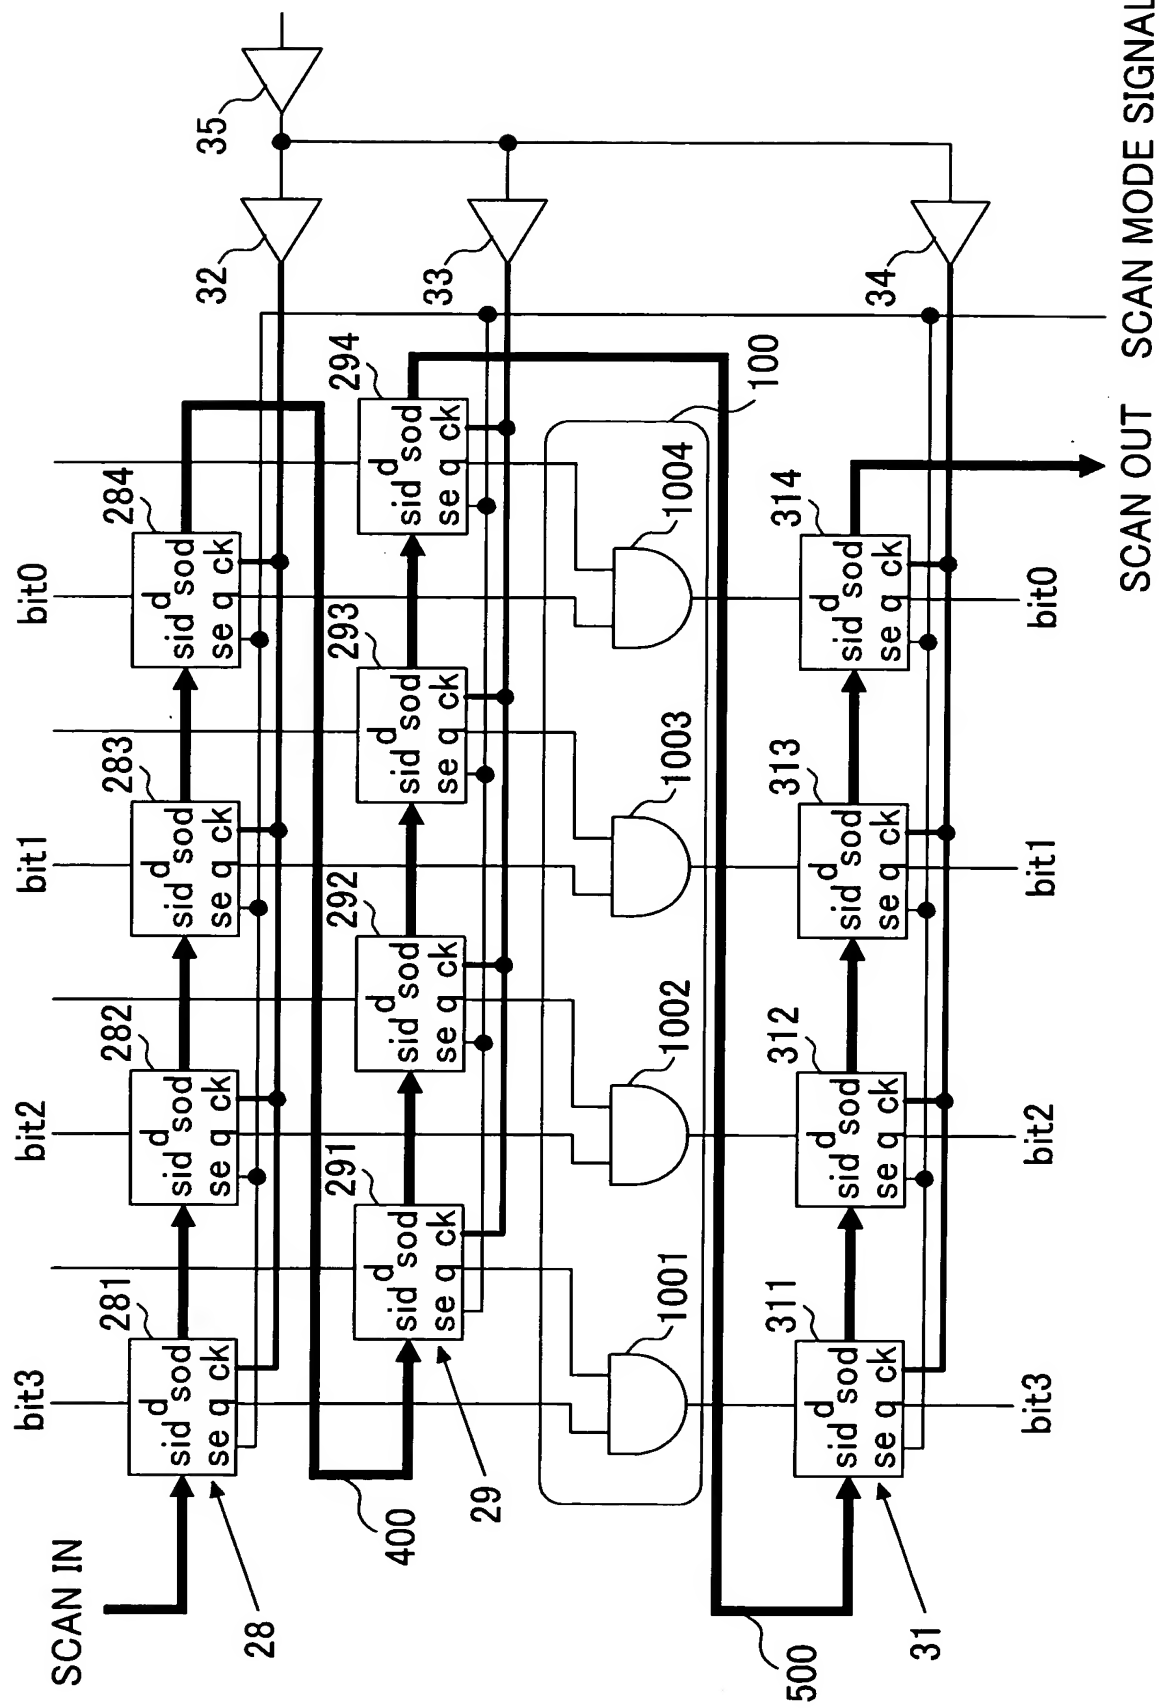 bit3 bit2 bit1 bit0
SCAN IN
281 282 283 284
d d d d
sid sod sid sod sid sod sid sod
se q ck se q ck se q ck se q ck
32 35
28
291 292 293 294
d d d d
sid sod sid sod sid sod sid sod
400
se q ck se q ck se q ck se q ck
33
29
1001 1002 1003 1004
100
500
311 312 313 314
d d d d
sid sod sid sod sid sod sid sod
se q ck se q ck se q ck se q ck
34
31
bit3 bit2 bit1 bit0
SCAN OUT SCAN MODE SIGNAL